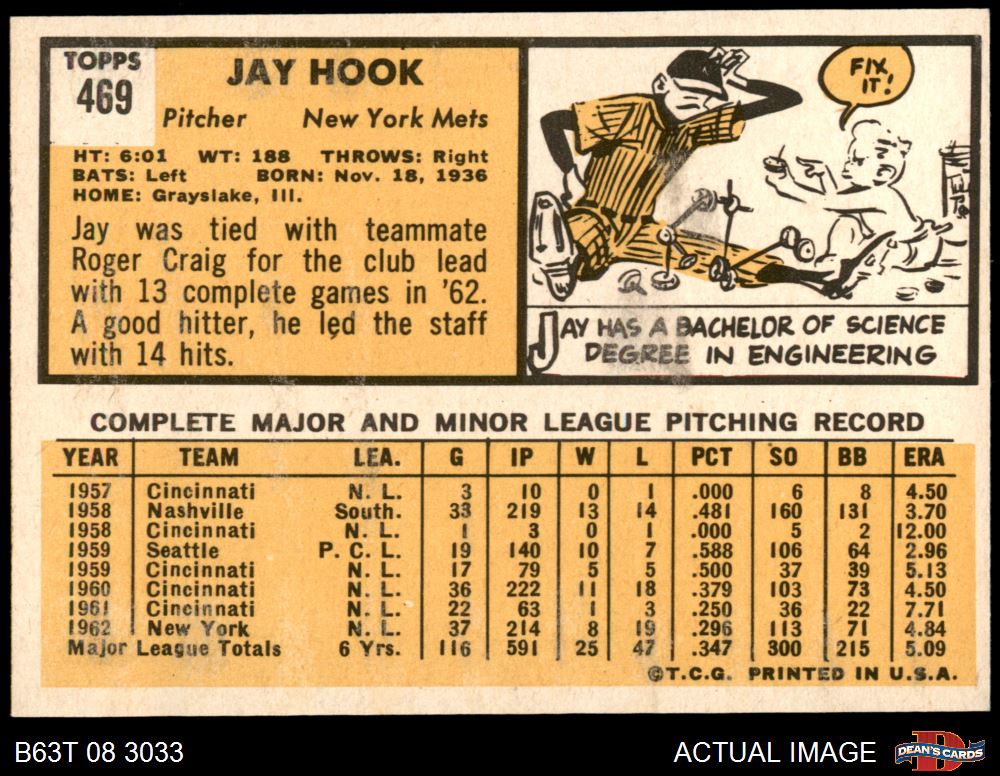 TOPPS
469
JAY HOOK
Pitcher New York Mets
HT: 6:01 WT: 188 THROWS: Right
BATS: Left BORN: Nov. 18, 1936
HOME: Grayslake, Ill.
Jay was tied with teammate
Roger Craig for the club lead
with 13 complete games in '62.
A good hitter, he led the staff
with 14 hits.
FIX
IT!
JAY HAS A BACHELOR OF SCIENCE
DEGREE IN ENGINEERING
COMPLETE MAJOR AND MINOR LEAGUE PITCHING RECORD
YEAR TEAM LEA. G IP W L PCT SO BB ERA
1957 Cincinnati N. L. 3 10 0 1 .000 6 8 4.50
1958 Nashville South. 33 219 13 14 .481 160 131 3.70
1958 Cincinnati N. L. 1 3 0 1 .000 5 2 12.00
1959 Seattle P. C. L. 19 140 10 7 .588 106 64 2.96
1959 Cincinnati N. L. 17 79 5 5 .500 37 39 5.13
1960 Cincinnati N. L. 36 222 11 18 .379 103 73 4.50
1961 Cincinnati N. L. 22 63 1 3 .250 36 22 7.71
1962 New York N. L. 37 214 8 19 .296 113 71 4.84
Major League Totals 6 Yrs. 116 591 25 47 .347 300 215 5.09
©T.C.G. PRINTED IN U.S.A.
B63T 08 3033 ACTUAL IMAGE DEAN'S CARDS